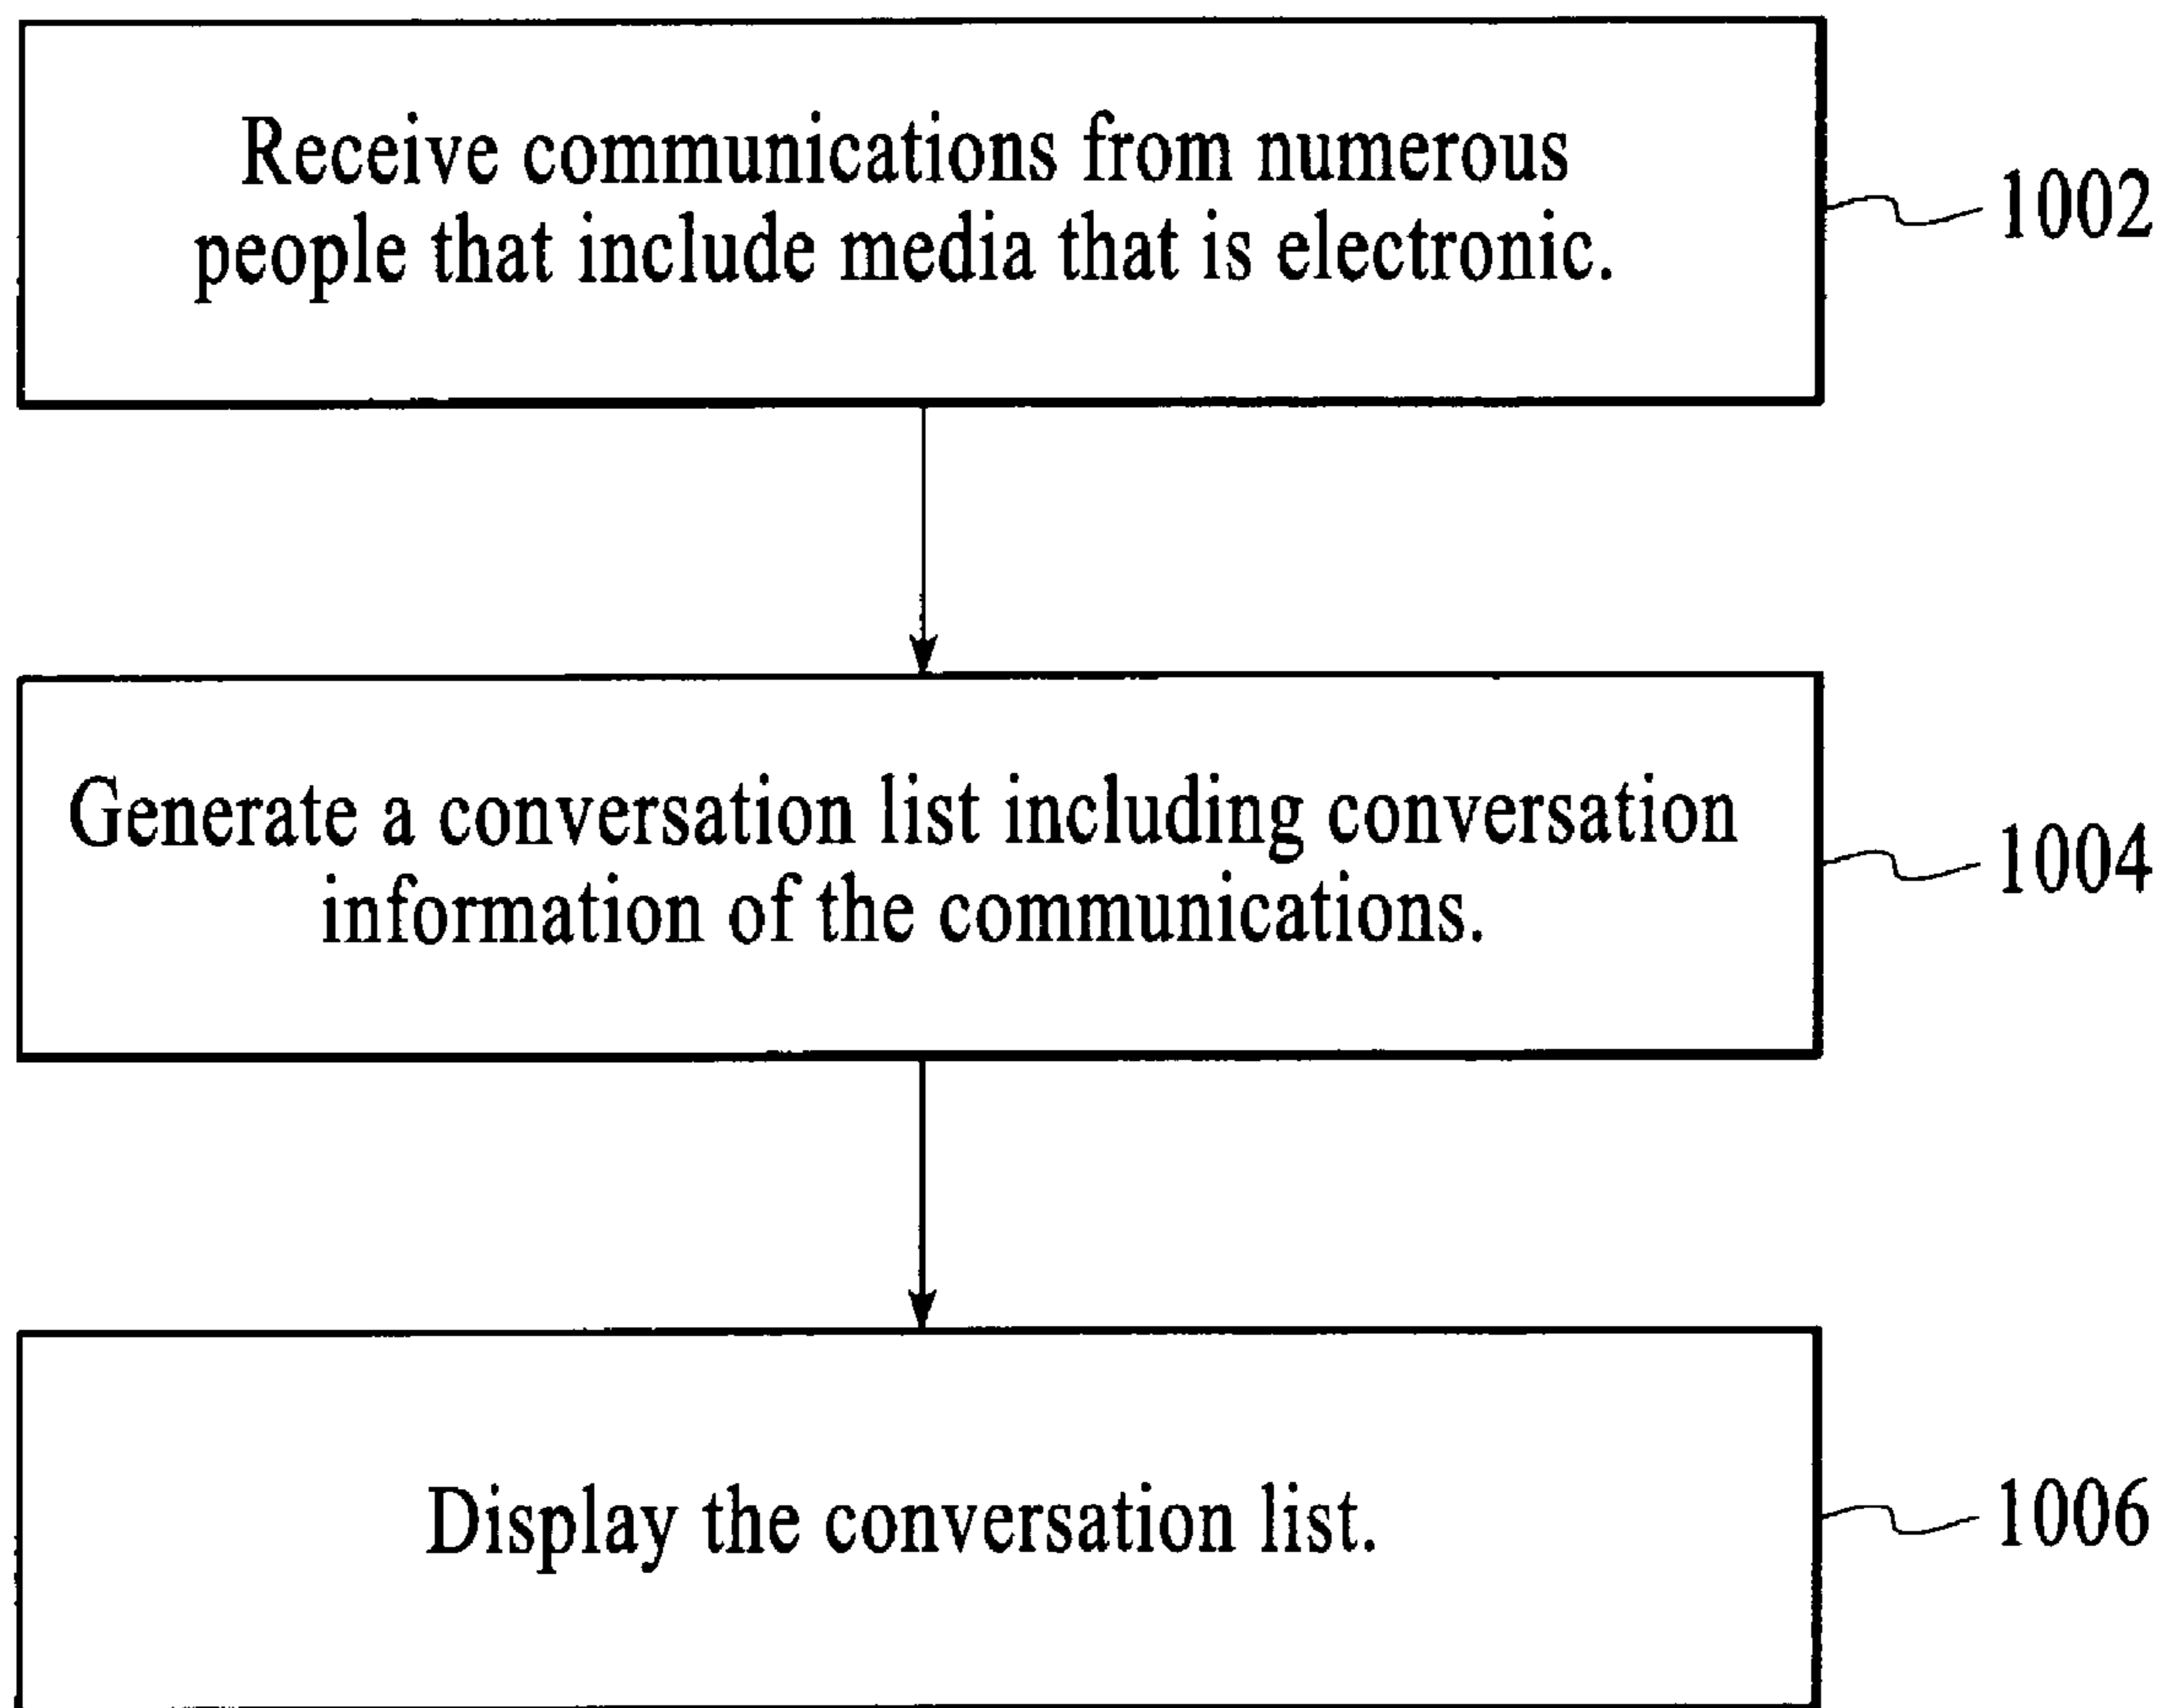 Receive communications from numerous
people that include media that is electronic.
1002
Generate a conversation list including conversation
information of the communications.
1004
Display the conversation list.
1006